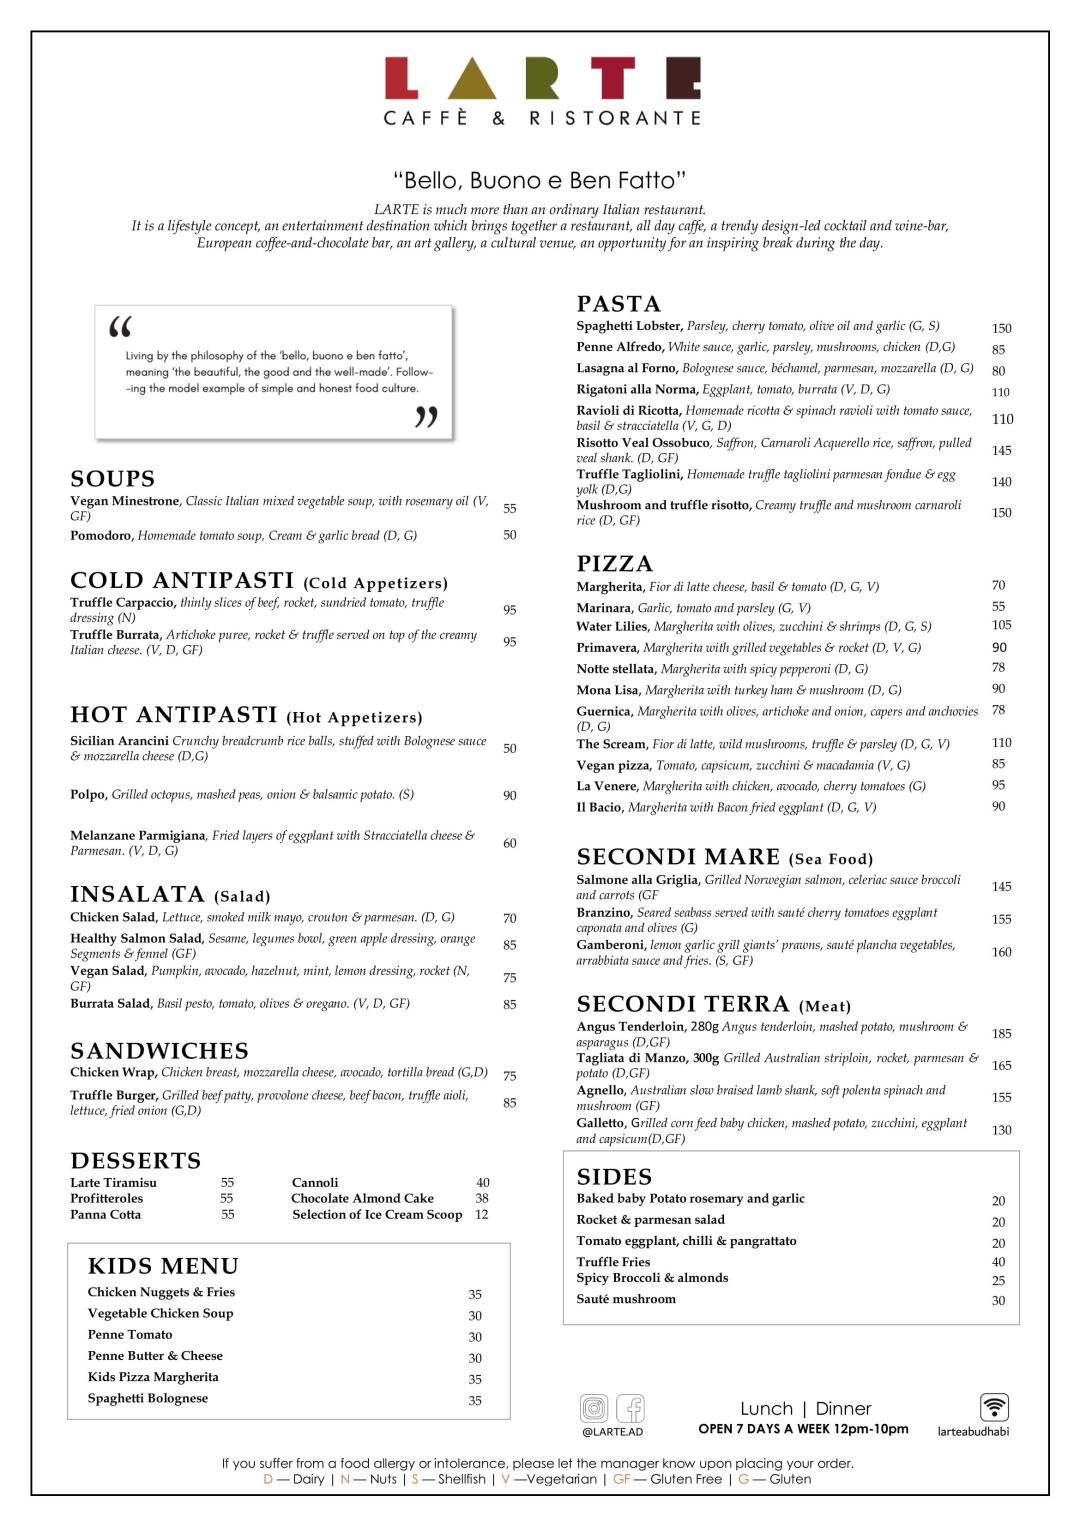 LARTE
CAFFÈ & RISTORANTE
“Bello, Buono e Ben Fatto”
LARTE is much more than an ordinary Italian restaurant.
It is a lifestyle concept, an entertainment destination which brings together a restaurant, all day caffe, a trendy design-led cocktail and wine-bar,
European coffee-and-chocolate bar, an art gallery, a cultural venue, an opportunity for an inspiring break during the day.
“
Living by the philosophy of the ‘bello, buono e ben fatto’,
meaning ‘the beautiful, the good and the well-made’. Follow-
-ing the model example of simple and honest food culture.
”
SOUPS
Vegan Minestrone, Classic Italian mixed vegetable soup, with rosemary oil (V, 55
GF)
Pomodoro, Homemade tomato soup, Cream & garlic bread (D, G) 50
COLD ANTIPASTI (Cold Appetizers)
Truffle Carpaccio, thinly slices of beef, rocket, sundried tomato, truffle 95
dressing (N)
Truffle Burrata, Artichoke puree, rocket & truffle served on top of the creamy 95
Italian cheese. (V, D, GF)
HOT ANTIPASTI (Hot Appetizers)
Sicilian Arancini Crunchy breadcrumb rice balls, stuffed with Bolognese sauce 50
& mozzarella cheese (D,G)
Polpo, Grilled octopus, mashed peas, onion & balsamic potato. (S) 90
Melanzane Parmigiana, Fried layers of eggplant with Stracciatella cheese & 60
Parmesan. (V, D, G)
INSALATA (Salad)
Chicken Salad, Lettuce, smoked milk mayo, crouton & parmesan. (D, G) 70
Healthy Salmon Salad, Sesame, legumes bowl, green apple dressing, orange 85
Segments & fennel (GF)
Vegan Salad, Pumpkin, avocado, hazelnut, mint, lemon dressing, rocket (N, 75
GF)
Burrata Salad, Basil pesto, tomato, olives & oregano. (V, D, GF) 85
SANDWICHES
Chicken Wrap, Chicken breast, mozzarella cheese, avocado, tortilla bread (G,D) 75
Truffle Burger, Grilled beef patty, provolone cheese, beef bacon, truffle aioli, 85
lettuce, fried onion (G,D)
DESSERTS
Larte Tiramisu 55 Cannoli 40
Profitteroles 55 Chocolate Almond Cake 38
Panna Cotta 55 Selection of Ice Cream Scoop 12
KIDS MENU
Chicken Nuggets & Fries 35
Vegetable Chicken Soup 30
Penne Tomato 30
Penne Butter & Cheese 30
Kids Pizza Margherita 35
Spaghetti Bolognese 35
PASTA
Spaghetti Lobster, Parsley, cherry tomato, olive oil and garlic (G, S) 150
Penne Alfredo, White sauce, garlic, parsley, mushrooms, chicken (D,G) 85
Lasagna al Forno, Bolognese sauce, béchamel, parmesan, mozzarella (D, G) 80
Rigatoni alla Norma, Eggplant, tomato, burrata (V, D, G) 110
Ravioli di Ricotta, Homemade ricotta & spinach ravioli with tomato sauce, 110
basil & stracciatella (V, G, D)
Risotto Veal Ossobuco, Saffron, Carnaroli Acquerello rice, saffron, pulled 145
veal shank. (D, GF)
Truffle Tagliolini, Homemade truffle tagliolini parmesan fondue & egg 140
yolk (D,G)
Mushroom and truffle risotto, Creamy truffle and mushroom carnaroli 150
rice (D, GF)
PIZZA
Margherita, Fior di latte cheese, basil & tomato (D, G, V) 70
Marinara, Garlic, tomato and parsley (G, V) 55
Water Lilies, Margherita with olives, zucchini & shrimps (D, G, S) 105
Primavera, Margherita with grilled vegetables & rocket (D, V, G) 90
Notte stellata, Margherita with spicy pepperoni (D, G) 78
Mona Lisa, Margherita with turkey ham & mushroom (D, G) 90
Guernica, Margherita with olives, artichoke and onion, capers and anchovies 78
(D, G)
The Scream, Fior di latte, wild mushrooms, truffle & parsley (D, G, V) 110
Vegan pizza, Tomato, capsicum, zucchini & macadamia (V, G) 85
La Venere, Margherita with chicken, avocado, cherry tomatoes (G) 95
Il Bacio, Margherita with Bacon fried eggplant (D, G, V) 90
SECONDI MARE (Sea Food)
Salmone alla Griglia, Grilled Norwegian salmon, celeriac sauce broccoli 145
and carrots (GF
Branzino, Seared seabass served with sauté cherry tomatoes eggplant 155
caponata and olives (G)
Gamberoni, lemon garlic grill giants’ prawns, sauté plancha vegetables, 160
arrabbiata sauce and fries. (S, GF)
SECONDI TERRA (Meat)
Angus Tenderloin, 280g Angus tenderloin, mashed potato, mushroom & 185
asparagus (D,GF)
Tagliata di Manzo, 300g Grilled Australian striploin, rocket, parmesan & 165
potato (D,GF)
Agnello, Australian slow braised lamb shank, soft polenta spinach and 155
mushroom (GF)
Galletto, Grilled corn feed baby chicken, mashed potato, zucchini, eggplant 130
and capsicum(D,GF)
SIDES
Baked baby Potato rosemary and garlic 20
Rocket & parmesan salad 20
Tomato eggplant, chilli & pangrattato 20
Truffle Fries 40
Spicy Broccoli & almonds 25
Sauté mushroom 30
@LARTE.AD
Lunch | Dinner
OPEN 7 DAYS A WEEK 12pm-10pm
larteabudhabi
If you suffer from a food allergy or intolerance, please let the manager know upon placing your order.
D — Dairy | N — Nuts | S — Shellfish | V —Vegetarian | GF — Gluten Free | G — Gluten